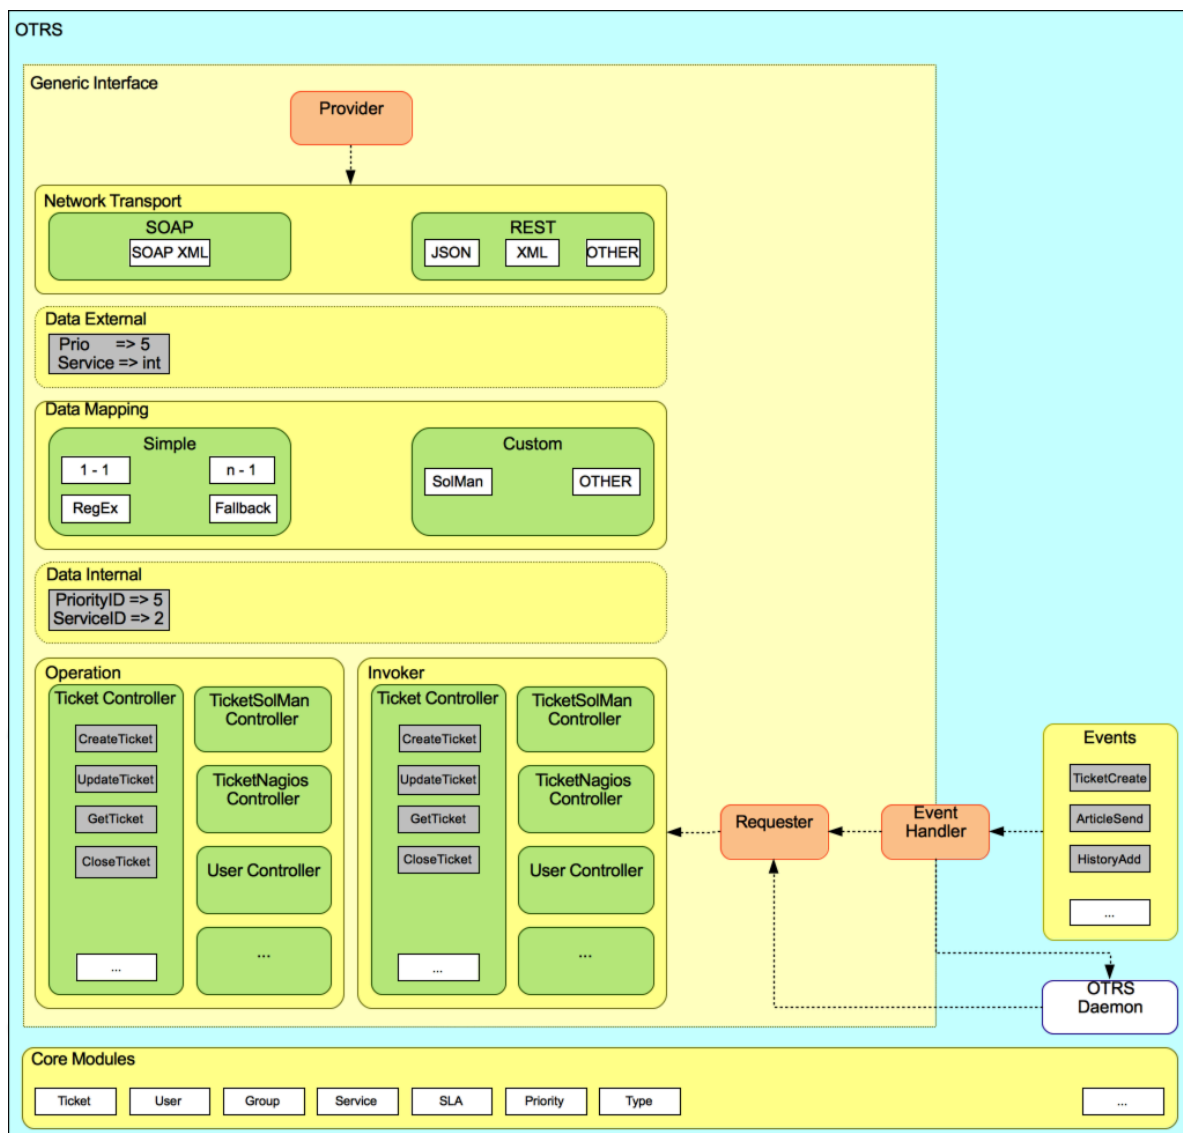 OTRS
Generic Interface
Provider
Network Transport
SOAP
SOAP XML
REST
JSON
XML
OTHER
Data External
Prio => 5
Service => int
Data Mapping
Simple
1 - 1
n - 1
RegEx
Fallback
Custom
SolMan
OTHER
Data Internal
PriorityID => 5
ServiceID => 2
Operation
Ticket Controller
CreateTicket
UpdateTicket
GetTicket
CloseTicket
...
TicketSolMan
Controller
TicketNagios
Controller
User Controller
...
Invoker
Ticket Controller
CreateTicket
UpdateTicket
GetTicket
CloseTicket
...
TicketSolMan
Controller
TicketNagios
Controller
User Controller
...
Requester
Event
Handler
Events
TicketCreate
ArticleSend
HistoryAdd
...
OTRS
Daemon
Core Modules
Ticket
User
Group
Service
SLA
Priority
Type
...